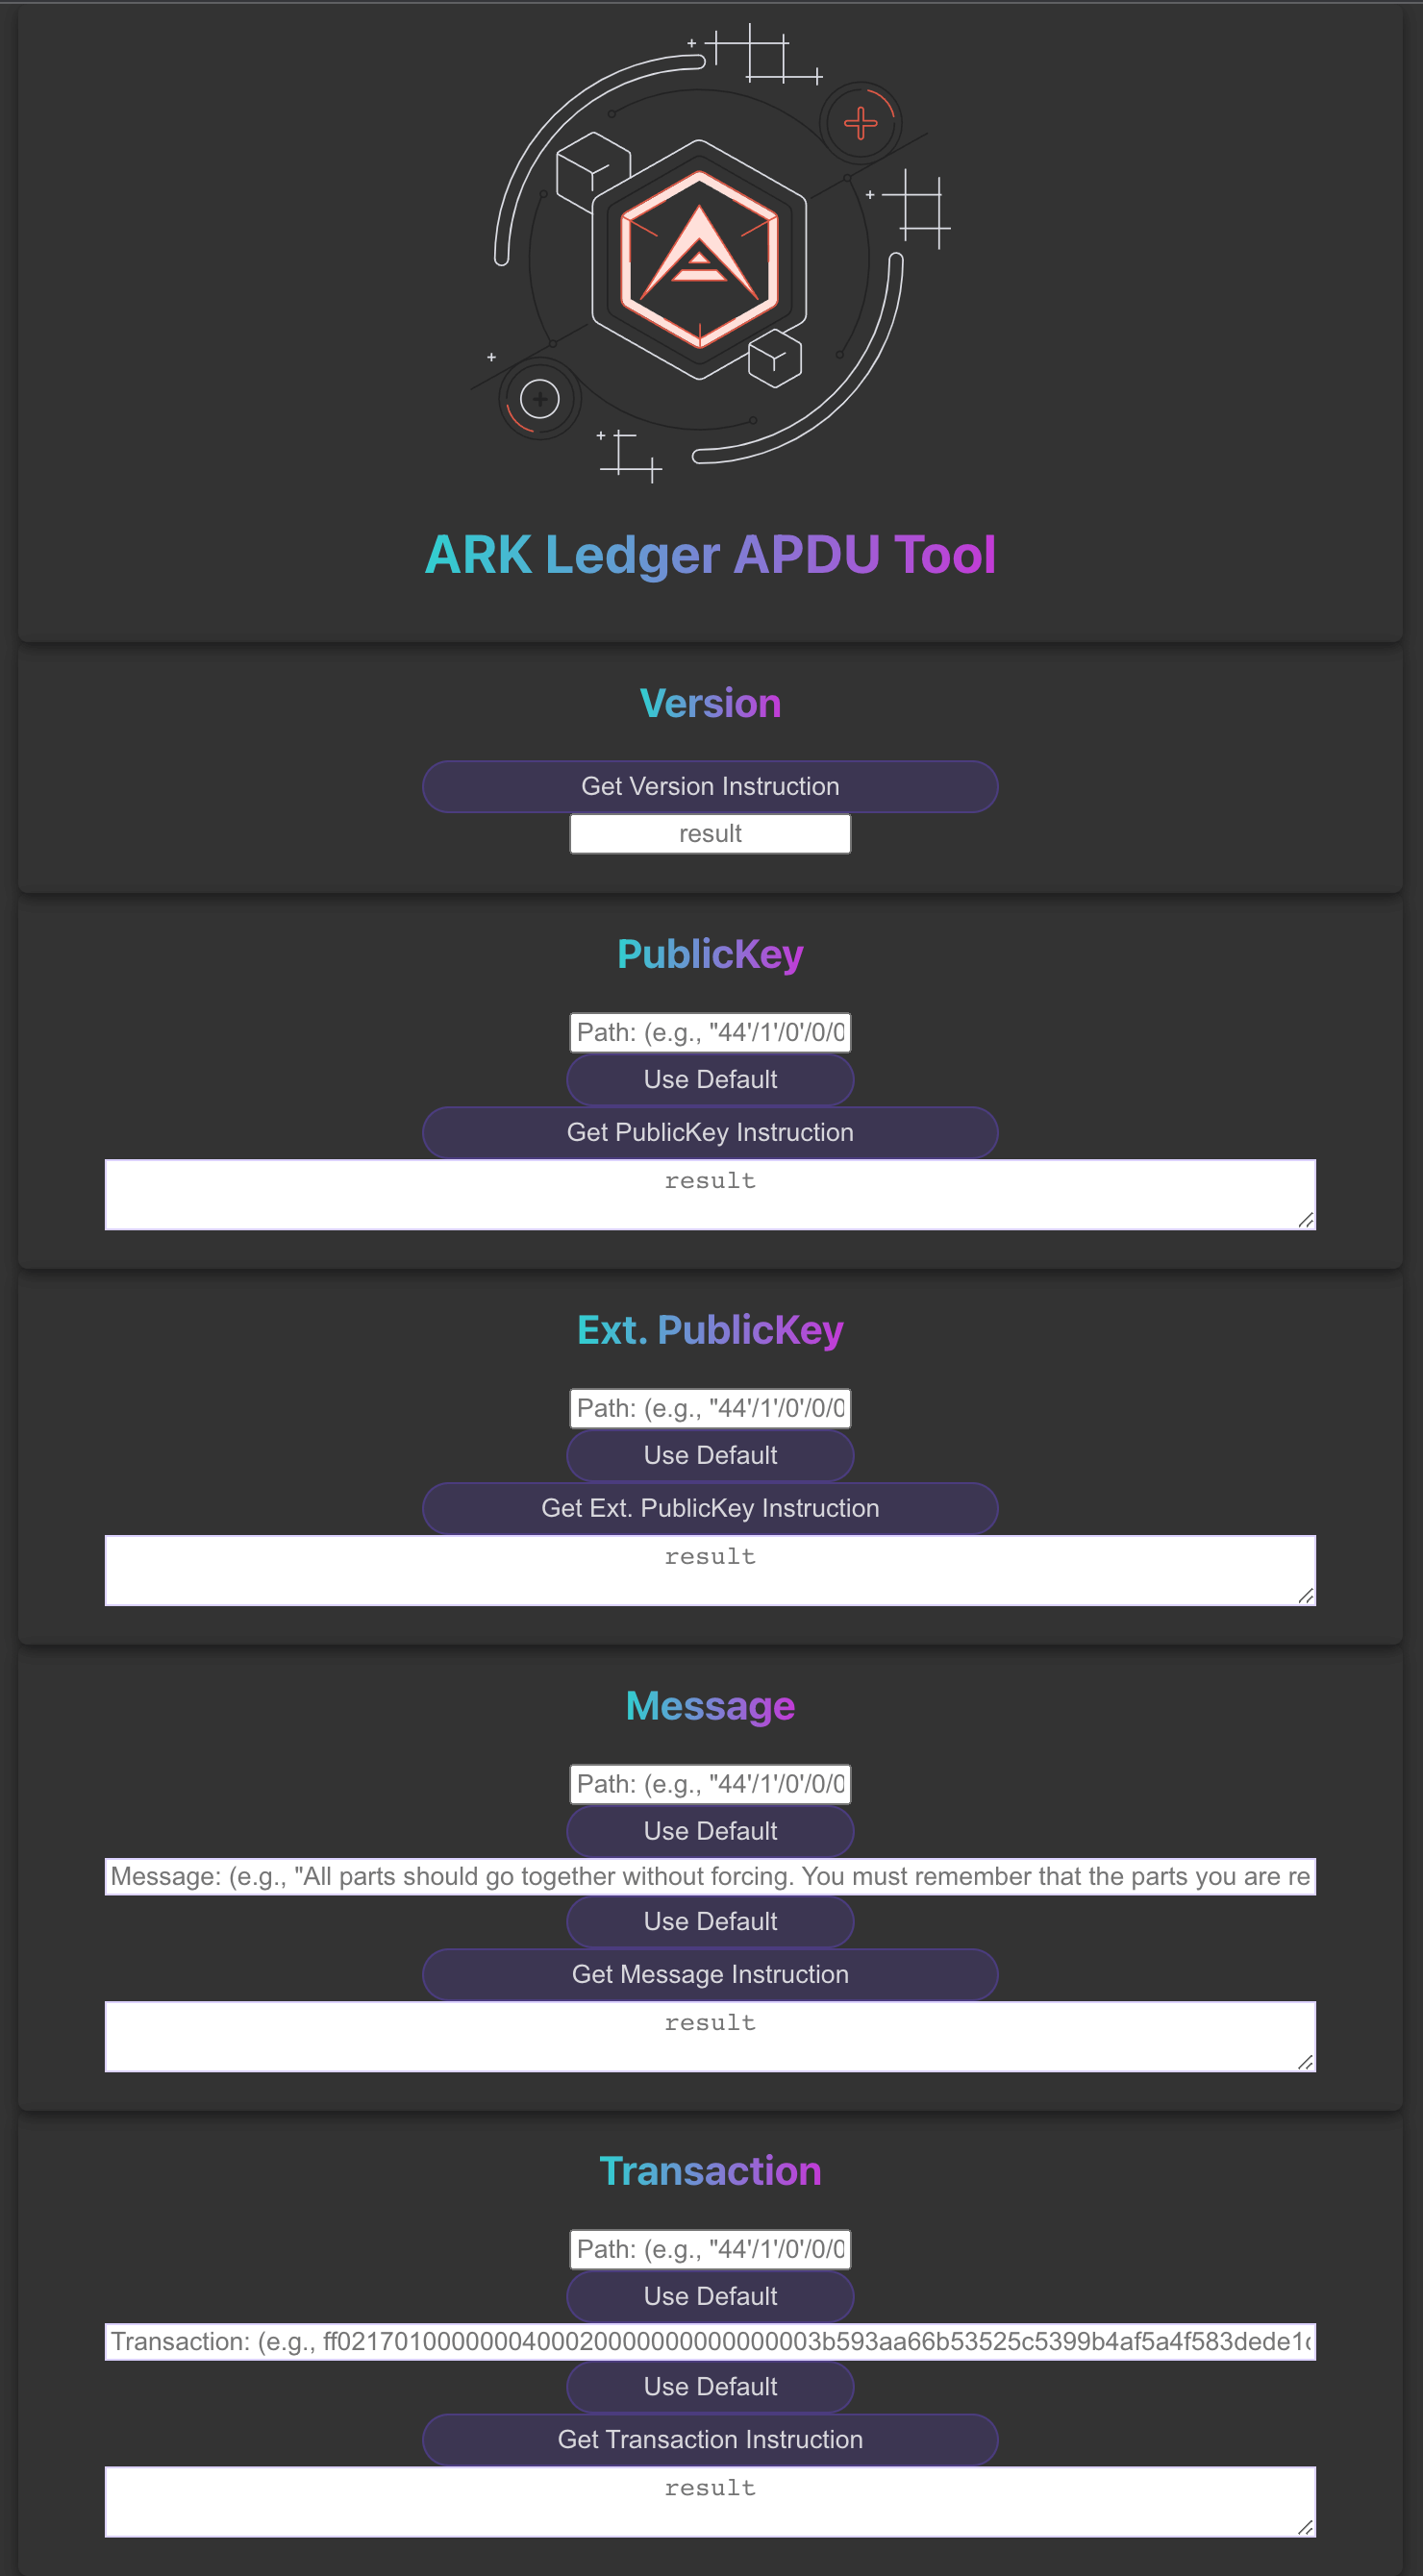 ARK Ledger APDU Tool
Version
Get Version Instruction
result
PublicKey
Path: (e.g., "44'/1'/0'/0/0
Use Default
Get PublicKey Instruction
result
Ext. PublicKey
Path: (e.g., "44'/1'/0'/0/0
Use Default
Get Ext. PublicKey Instruction
result
Message
Path: (e.g., "44'/1'/0'/0/0
Use Default
Message: (e.g., "All parts should go together without forcing. You must remember that the parts you are re
Use Default
Get Message Instruction
result
Transaction
Path: (e.g., "44'/1'/0'/0/0
Use Default
Transaction: (e.g., ff0217010000000400020000000000000003b593aa66b53525c5399b4af5a4f583dede1c
Use Default
Get Transaction Instruction
result